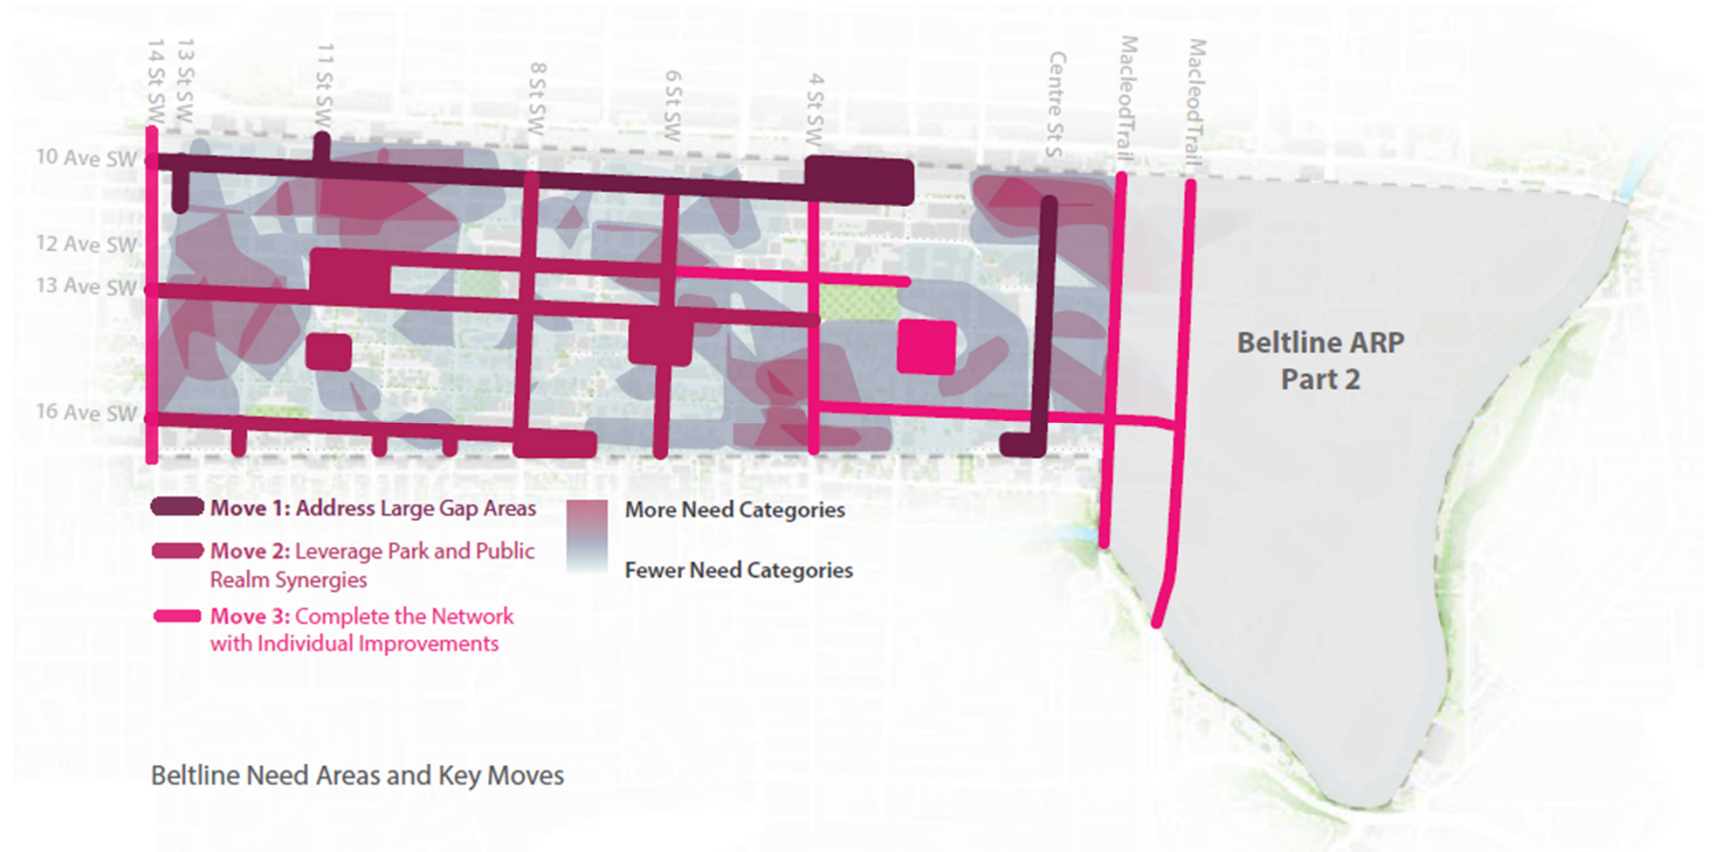 14 St SW
13 St SW
11 St SW
8 St SW
6 St SW
4 St SW
Centre St S
MacleodTrail
MacleodTrail
10 Ave SW
12 Ave SW
13 Ave SW
16 Ave SW
Beltline ARP
Part 2
Move 1: Address Large Gap Areas
Move 2: Leverage Park and Public
Realm Synergies
Move 3: Complete the Network
with Individual Improvements
More Need Categories
Fewer Need Categories
Beltline Need Areas and Key Moves